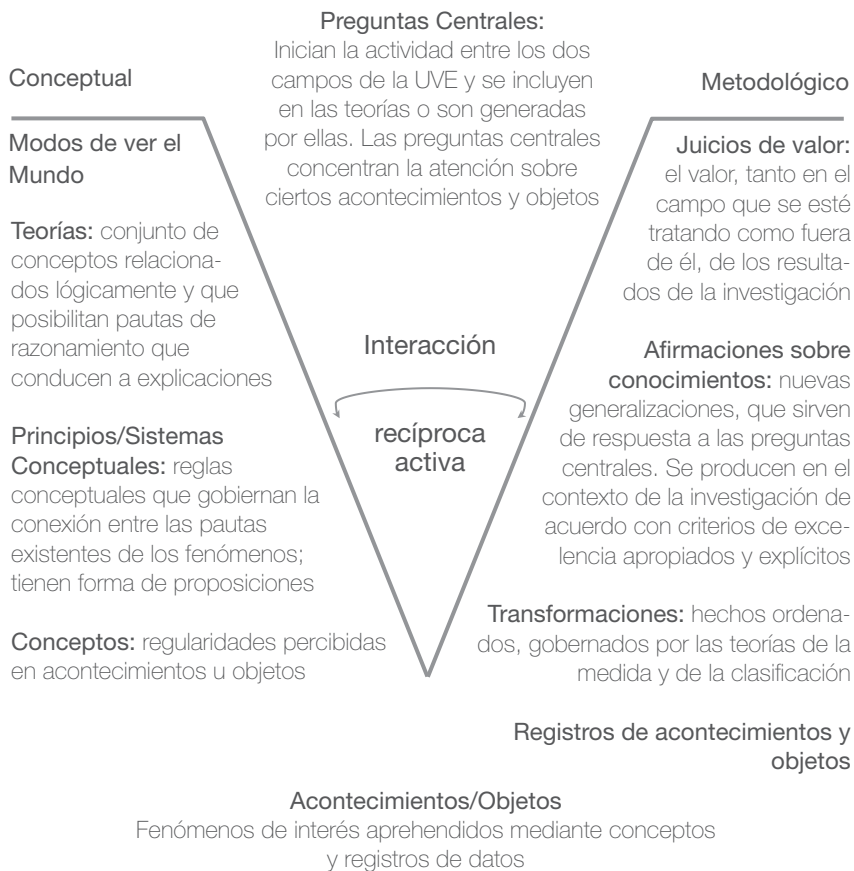 Preguntas Centrales:
Inician la actividad entre los dos
campos de la UVE y se incluyen
en las teorías o son generadas
por ellas. Las preguntas centrales
concentran la atención sobre
ciertos acontecimientos y objetos
Conceptual
Modos de ver el
Mundo
Teorías: conjunto de
conceptos relaciona-
dos lógicamente y que
posibilitan pautas de
razonamiento que
conducen a explicaciones
Principios/Sistemas
Conceptuales: reglas
conceptuales que gobiernan la
conexión entre las pautas
existentes de los fenómenos;
tienen forma de proposiciones
Conceptos: regularidades percibidas
en acontecimientos u objetos
Interacción
recíproca
activa
Metodológico
Juicios de valor:
el valor, tanto en el
campo que se esté
tratando como fuera
de él, de los resulta-
dos de la investigación
Afirmaciones sobre
conocimientos: nuevas
generalizaciones, que sirven
de respuesta a las preguntas
centrales. Se producen en el
contexto de la investigación de
acuerdo con criterios de exce-
lencia apropiados y explícitos
Transformaciones: hechos ordena-
dos, gobernados por las teorías de la
medida y de la clasificación
Registros de acontecimientos y
objetos
Acontecimientos/Objetos
Fenómenos de interés aprehendidos mediante conceptos
y registros de datos